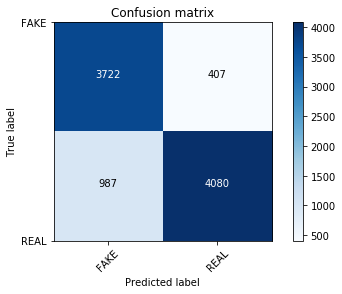 Confusion matrix
FAKE
3722
407
987
4080
REAL
True label
FAKE
REAL
Predicted label
4000
3500
3000
2500
2000
1500
1000
500